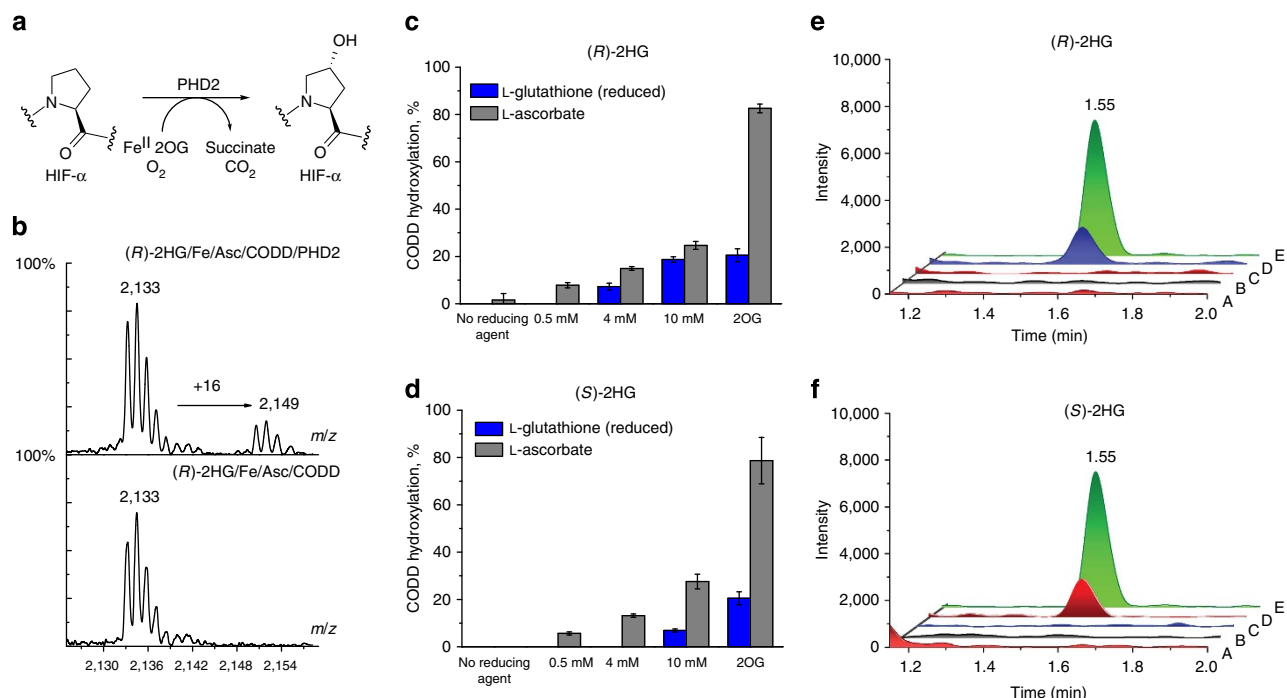 a
OH
PHD2
N
N
O
O
Fe^II 2OG
Succinate
O2
CO2
HIF-α
HIF-α
b
(R)-2HG/Fe/Asc/CODD/PHD2
100%
2,133
+16
2,149
m/z
100%
(R)-2HG/Fe/Asc/CODD
2,133
m/z
2,130 2,136 2,142 2,148 2,154
c
(R)-2HG
L-glutathione (reduced)
L-ascorbate
CODD hydroxylation, %
100
80
60
40
20
0
No reducing agent
0.5 mM
4 mM
10 mM
2OG
d
(S)-2HG
L-glutathione (reduced)
L-ascorbate
CODD hydroxylation, %
100
80
60
40
20
0
No reducing agent
0.5 mM
4 mM
10 mM
2OG
e
(R)-2HG
Intensity
10,000
8,000
6,000
4,000
2,000
0
1.55
E
D
C
B
A
1.2 1.4 1.6 1.8 2.0
Time (min)
f
(S)-2HG
Intensity
10,000
8,000
6,000
4,000
2,000
0
1.55
E
D
C
B
A
1.2 1.4 1.6 1.8 2.0
Time (min)